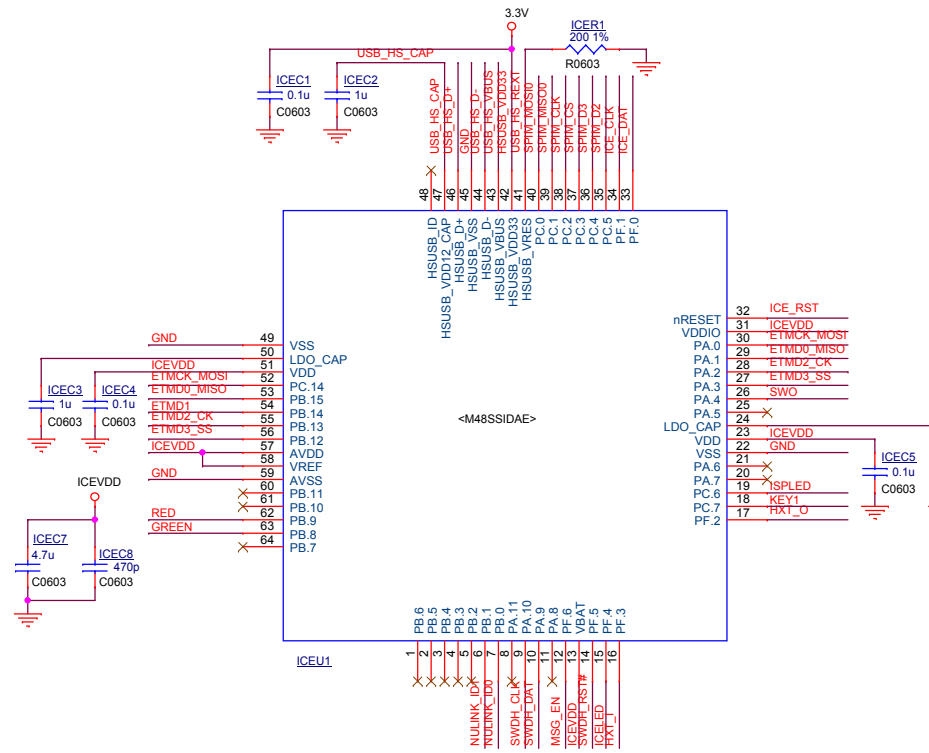 3.3V
ICER1
200 1%
R0603
USB_HS_CAP
ICEC1
0.1u
C0603
ICEC2
1u
C0603
USB_HS_CAP
USB_HS_D+
GND
USB_HS_D-
USB_HS_VBUS
HSUSB_VDD33
USB_HS_REXT
SPIM_MOSI0
SPIM_MISO0
SPIM_CLK
SPIM_CS
SPIM_D3
SPIM_D2
ICE_CLK
ICE_DAT
48 47 46 45 44 43 42 41 40 39 38 37 36 35 34 33
HSUSB_ID
HSUSB_VDD12_CAP
HSUSB_D+
HSUSB_VSS
HSUSB_D-
HSUSB_VBUS
HSUSB_VDD33
HSUSB_VRES
PC.0
PC.1
PC.2
PC.3
PC.4
PC.5
PF.1
PF.0
GND 49 VSS
50 LDO_CAP
ICEVDD 51 VDD
ETMCK_MOSI 52 PC.14
ETMD0_MISO 53 PB.15
ETMD1 54 PB.14
ETMD2_CK 55 PB.13
ETMD3_SS 56 PB.12
ICEVDD 57 AVDD
58 VREF
GND 59 AVSS
60 PB.11
61 PB.10
RED 62 PB.9
GREEN 63 PB.8
64 PB.7
ICEC3
1u
C0603
ICEC4
0.1u
C0603
ICEVDD
ICEC7
4.7u
C0603
ICEC8
470p
C0603
<M48SSIDAE>
nRESET 32 ICE_RST
VDDIO 31 ICEVDD
PA.0 30 ETMCK_MOSI
PA.1 29 ETMD0_MISO
PA.2 28 ETMD2_CK
PA.3 27 ETMD3_SS
PA.4 26 SWO
PA.5 25
LDO_CAP 24
VDD 23 ICEVDD
VSS 22 GND
PA.6 21
PA.7 20
PC.6 19 ISPLED
PC.7 18 KEY1
PF.2 17 HXT_O
ICEC5
0.1u
C0603
PB.6
PB.5
PB.4
PB.3
PB.2
PB.1
PB.0
PA.11
PA.10
PA.9
PA.8
PF.6
VBAT
PF.5
PF.4
PF.3
ICEU1
1 2 3 4 5 6 7 8 9 10 11 12 13 14 15 16
NULINK_ID1
NULINK_ID0
SWDH_CLK
SWDH_DAT
MSG_EN
ICEVDD
SWDH_RST#
ICELED
HXT_I